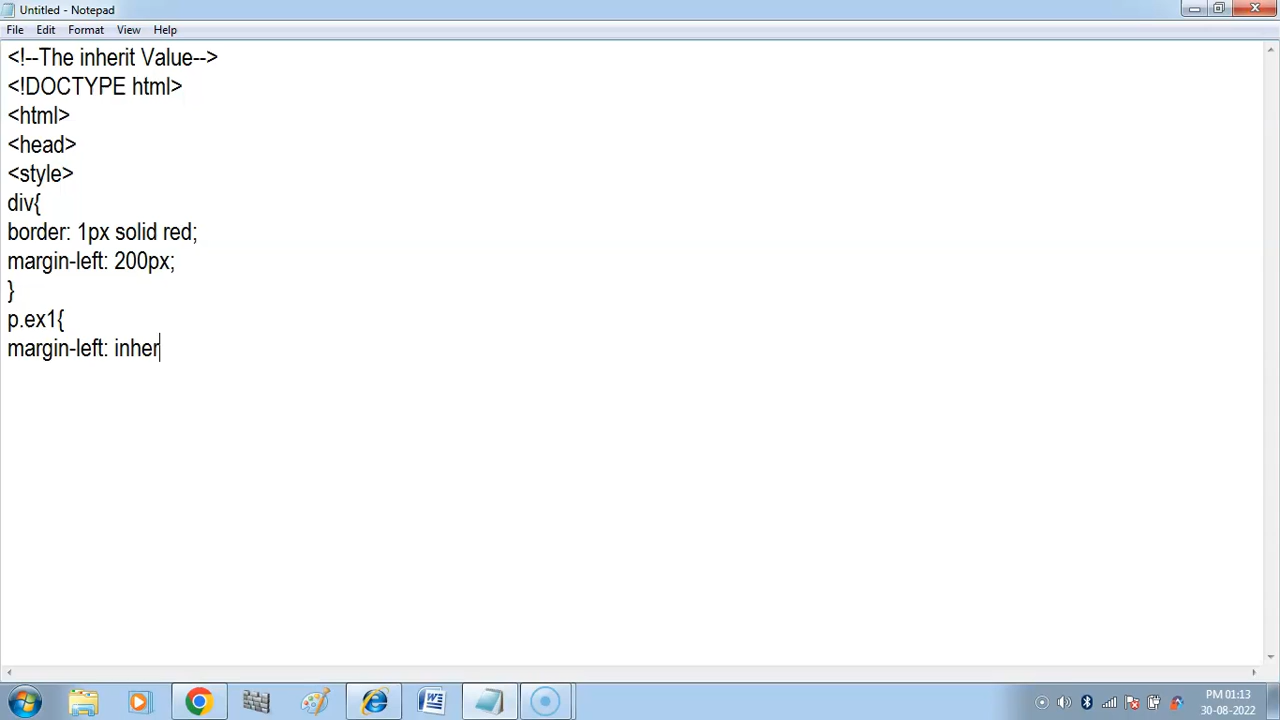 Untitled - Notepad
File Edit Format View Help
<!--The inherit Value-->
<!DOCTYPE html>
<html>
<head>
<style>
div{
border: 1px solid red;
margin-left: 200px;
}
p.ex1{
margin-left: inher
PM 01:13
30-08-2022